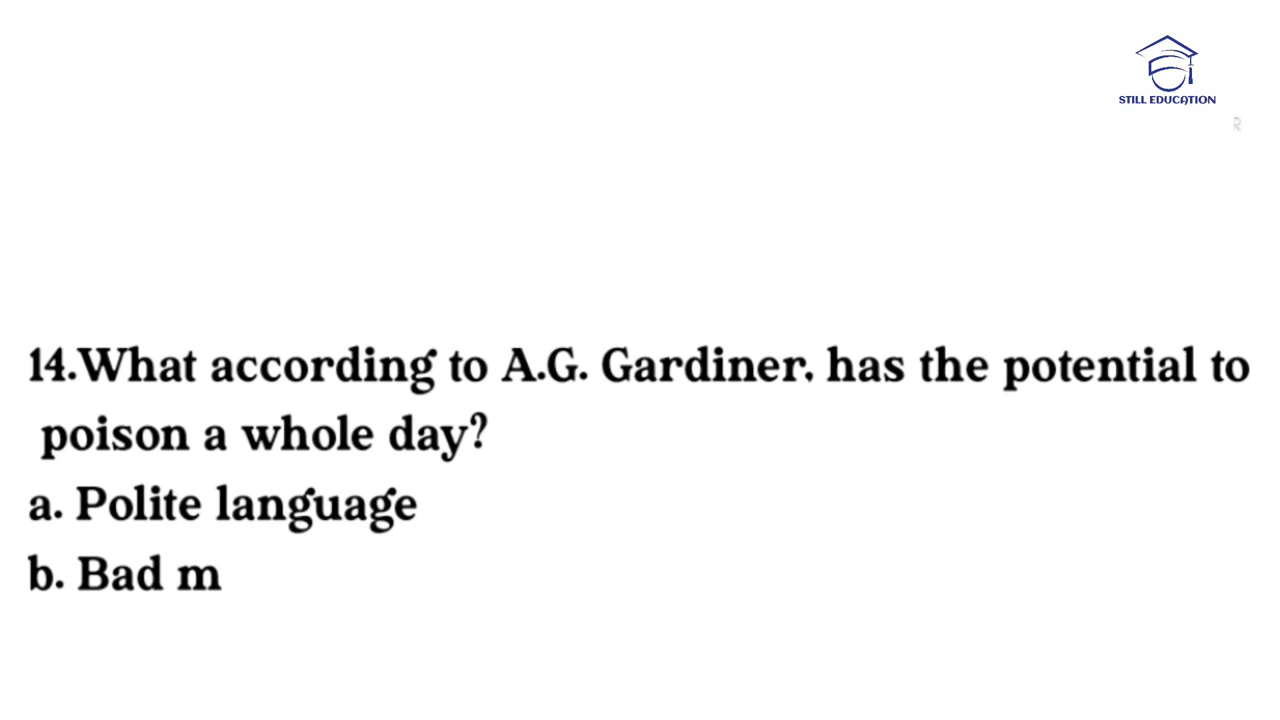 STILL EDUCATION
14.What according to A.G. Gardiner. has the potential to
poison a whole day?
a. Polite language
b. Bad m